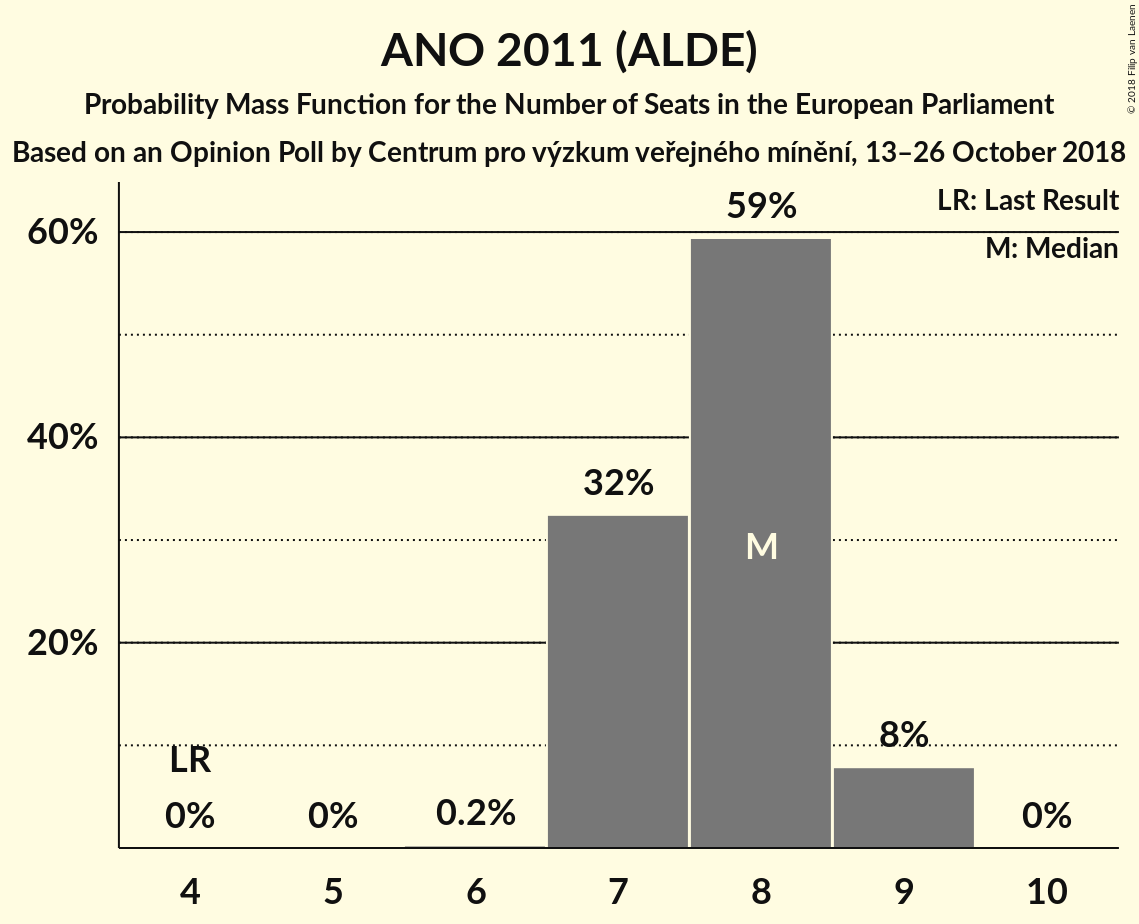 ANO 2011 (ALDE)
Probability Mass Function for the Number of Seats in the European Parliament
Based on an Opinion Poll by Centrum pro výzkum veřejného mínění, 13–26 October 2018
© 2018 Filip van Laenen
LR: Last Result
M: Median
60%
40%
20%
59%
32%
M
8%
LR
0%
0%
0.2%
0%
4 5 6 7 8 9 10